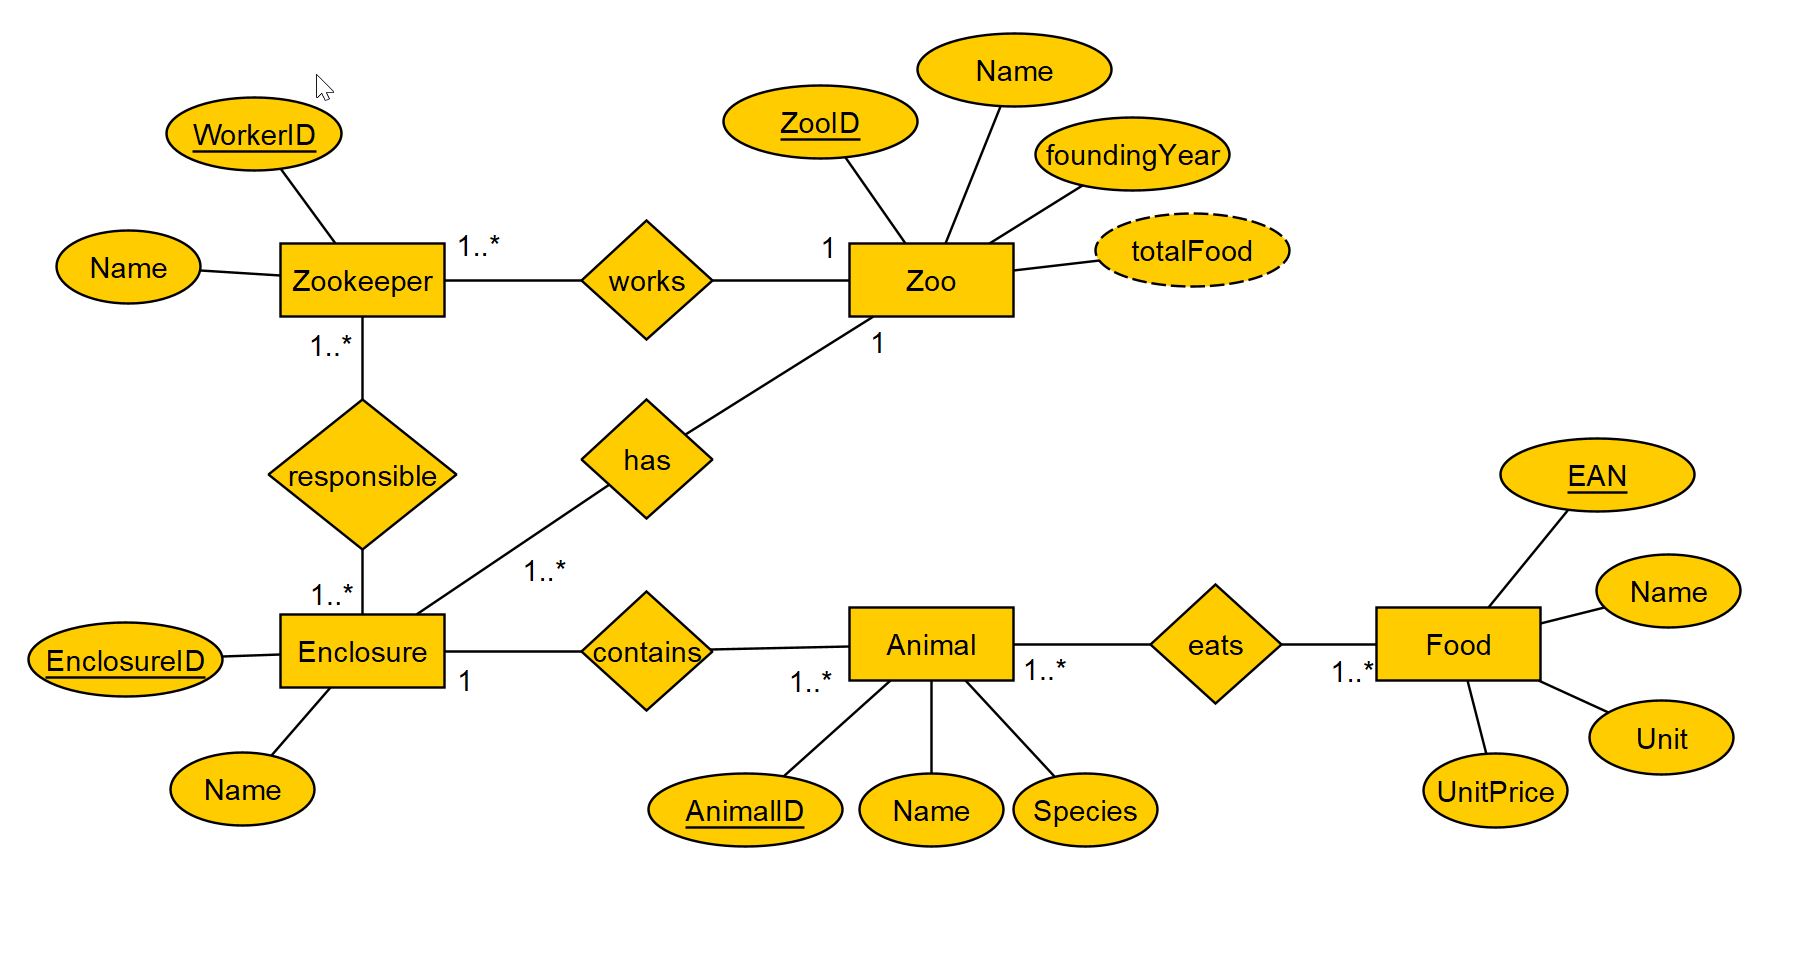 Name
ZooID
WorkerID
foundingYear
totalFood
Name
1..*
1
Zookeeper
works
Zoo
1..*
1
has
responsible
EAN
1..*
1..*
Name
Enclosure
contains
Animal
eats
Food
EnclosureID
1
1..*
1..*
1..*
Unit
Name
AnimalID
Name
Species
UnitPrice